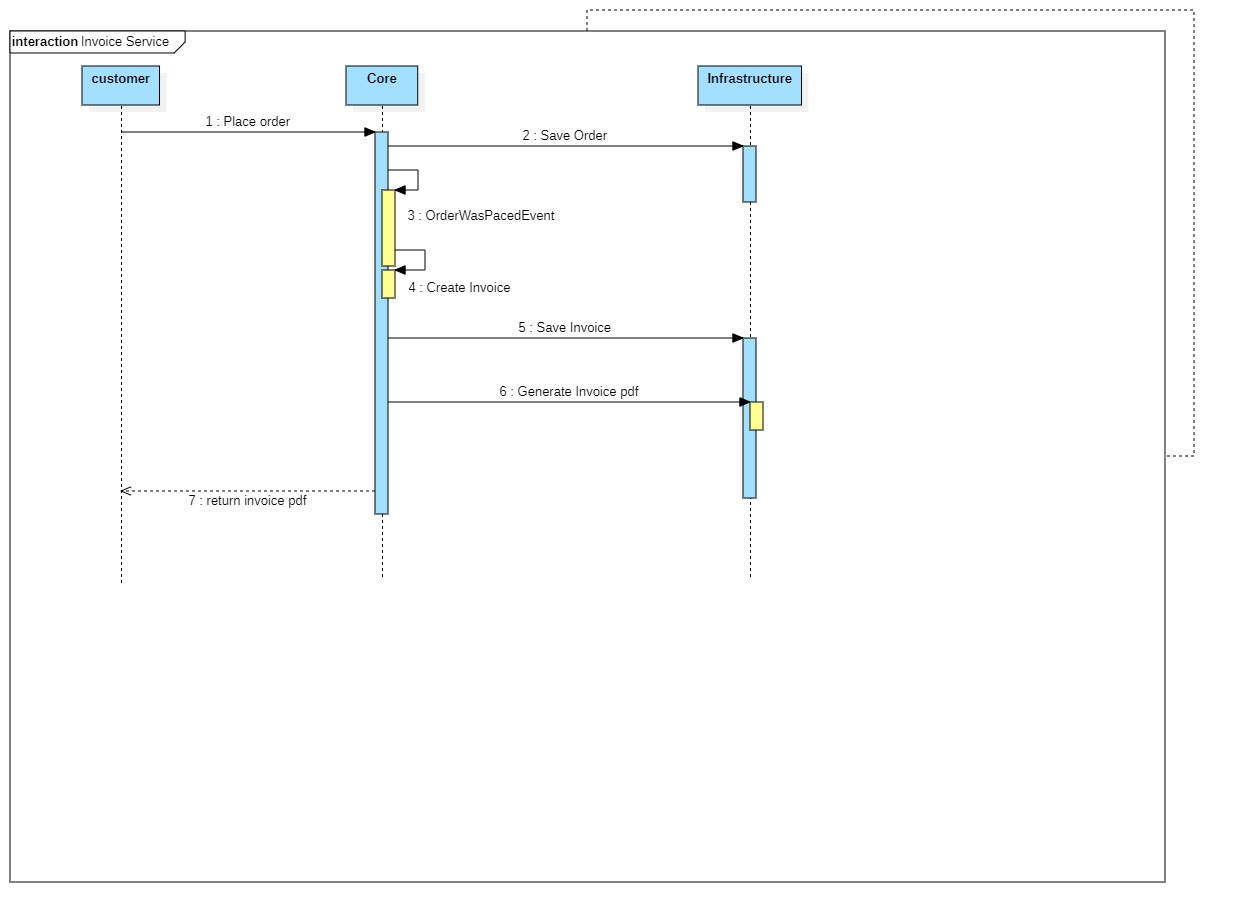 interaction Invoice Service
customer
Core
Infrastructure
1 : Place order
2 : Save Order
3 : OrderWasPacedEvent
4 : Create Invoice
5 : Save Invoice
6 : Generate Invoice pdf
7 : return invoice pdf